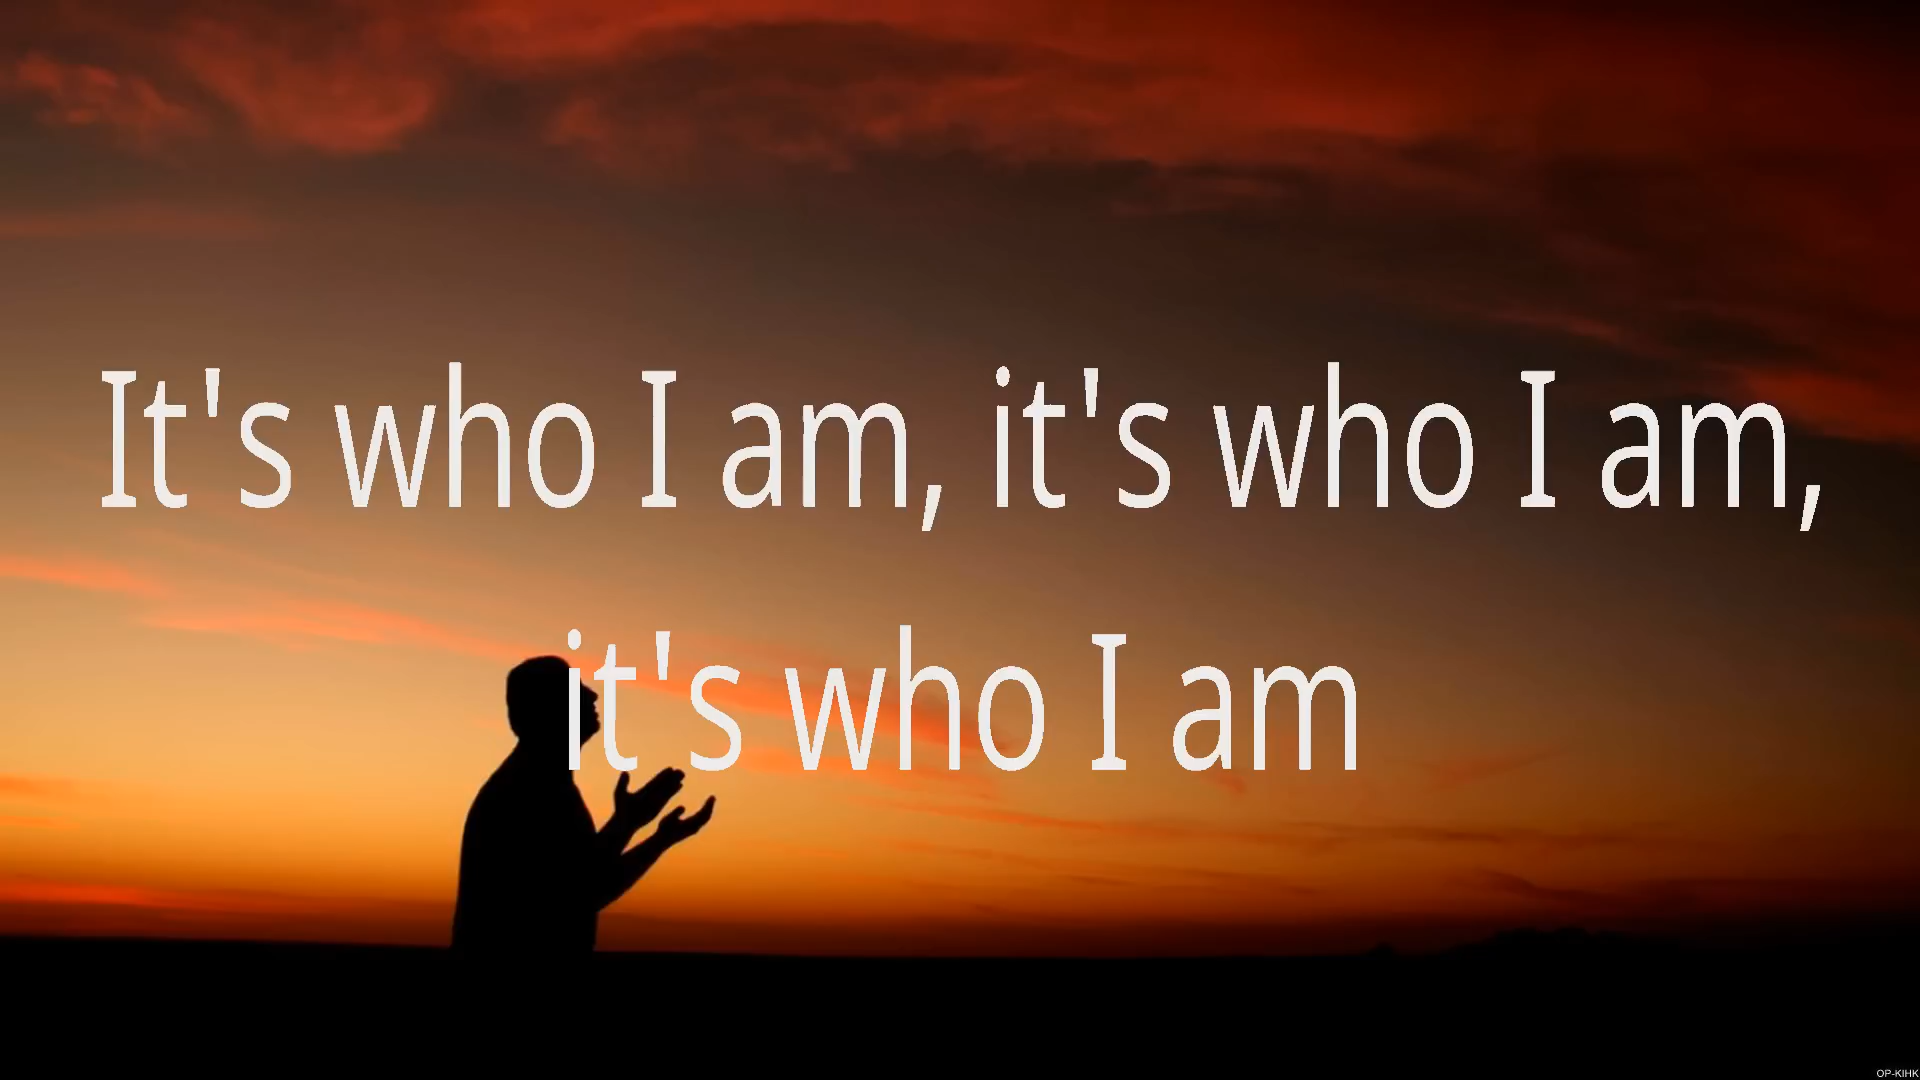 It's who I am, it's who I am,
it's who I am
OP-KIHK